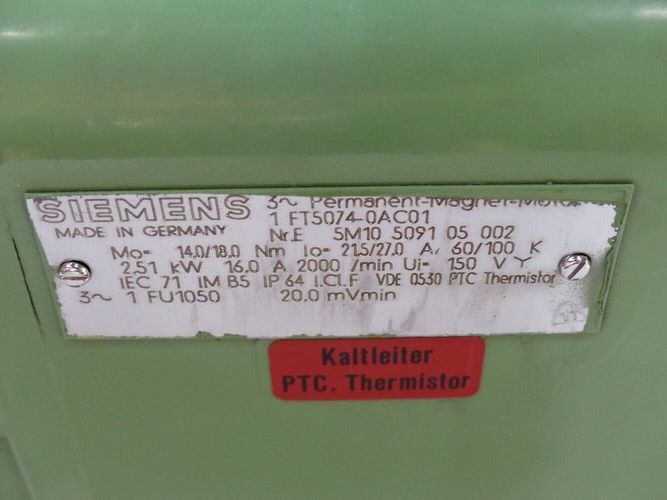 SIEMENS 3~ Permanent-Magnet-Motor
MADE IN GERMANY 1 FT5074-0AC01
Nr.E 5M10 5091 05 002
Mo= 14.0/18.0 Nm Io= 21.5/27.0 A/ 60/100 K
2.51 kW 16.0 A 2000 /min Ui= 150 V Y
IEC 71 IM B5 IP 64 I.Cl.F VDE 0530 PTC Thermistor
3~ 1 FU1050 20.0 mVmin
Kaltleiter
PTC. Thermistor